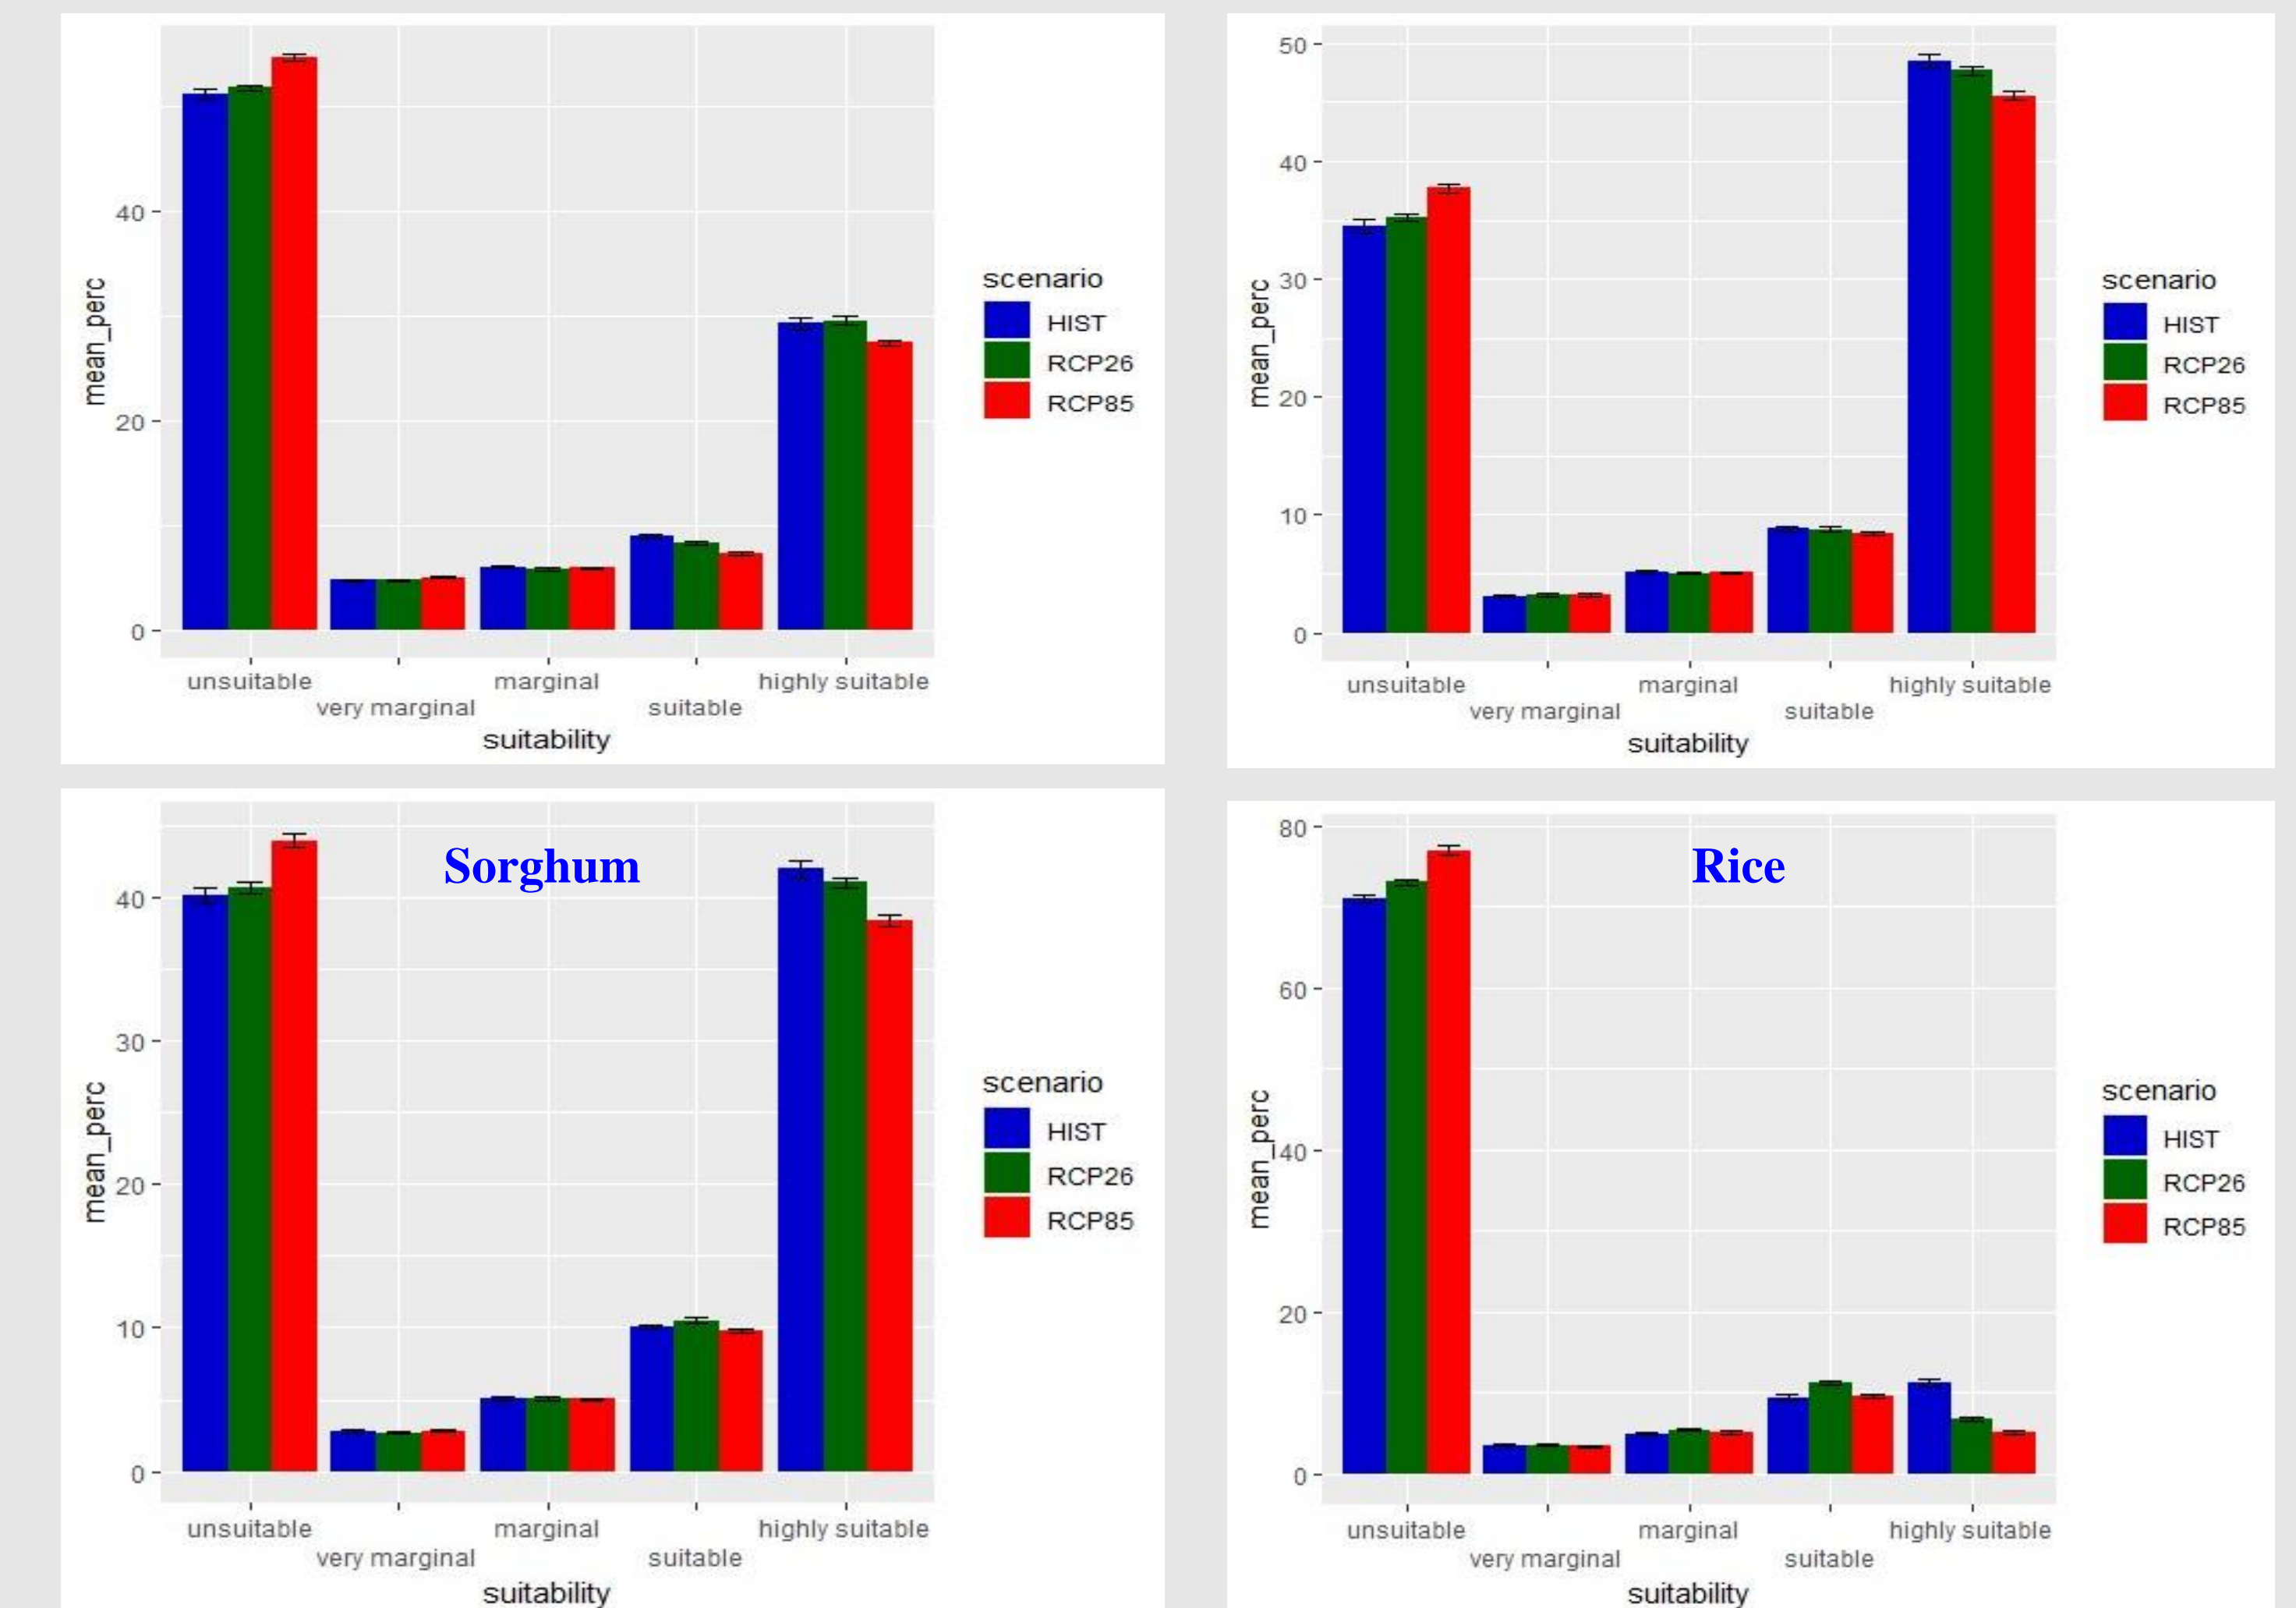 40
20
0
mean_perc
unsuitable
very marginal
marginal
suitable
highly suitable
suitability
scenario
HIST
RCP26
RCP85
50
40
30
20
10
0
mean_perc
unsuitable
very marginal
marginal
suitable
highly suitable
suitability
scenario
HIST
RCP26
RCP85
Sorghum
40
30
20
10
0
mean_perc
unsuitable
very marginal
marginal
suitable
highly suitable
suitability
scenario
HIST
RCP26
RCP85
Rice
80
60
40
20
0
mean_perc
unsuitable
very marginal
marginal
suitable
highly suitable
suitability
scenario
HIST
RCP26
RCP85